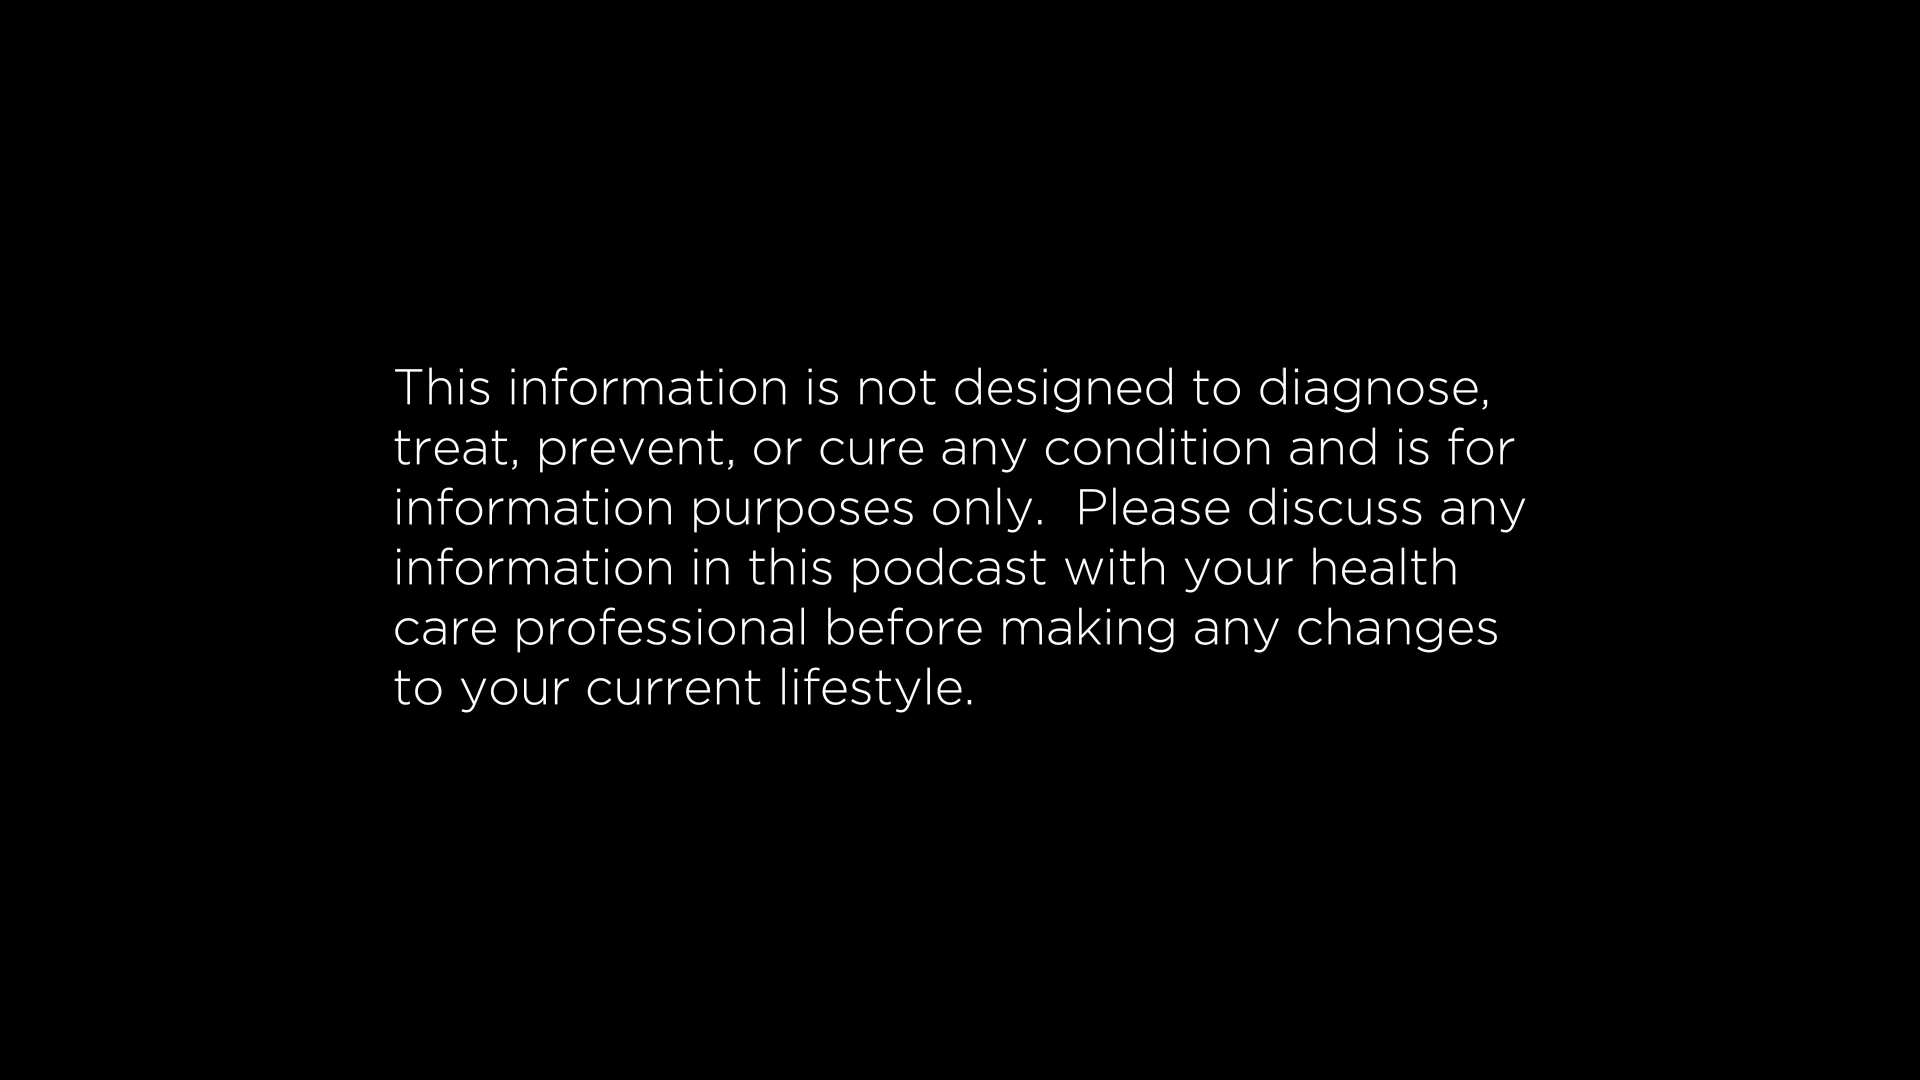 This information is not designed to diagnose,
treat, prevent, or cure any condition and is for
information purposes only.  Please discuss any
information in this podcast with your health
care professional before making any changes
to your current lifestyle.